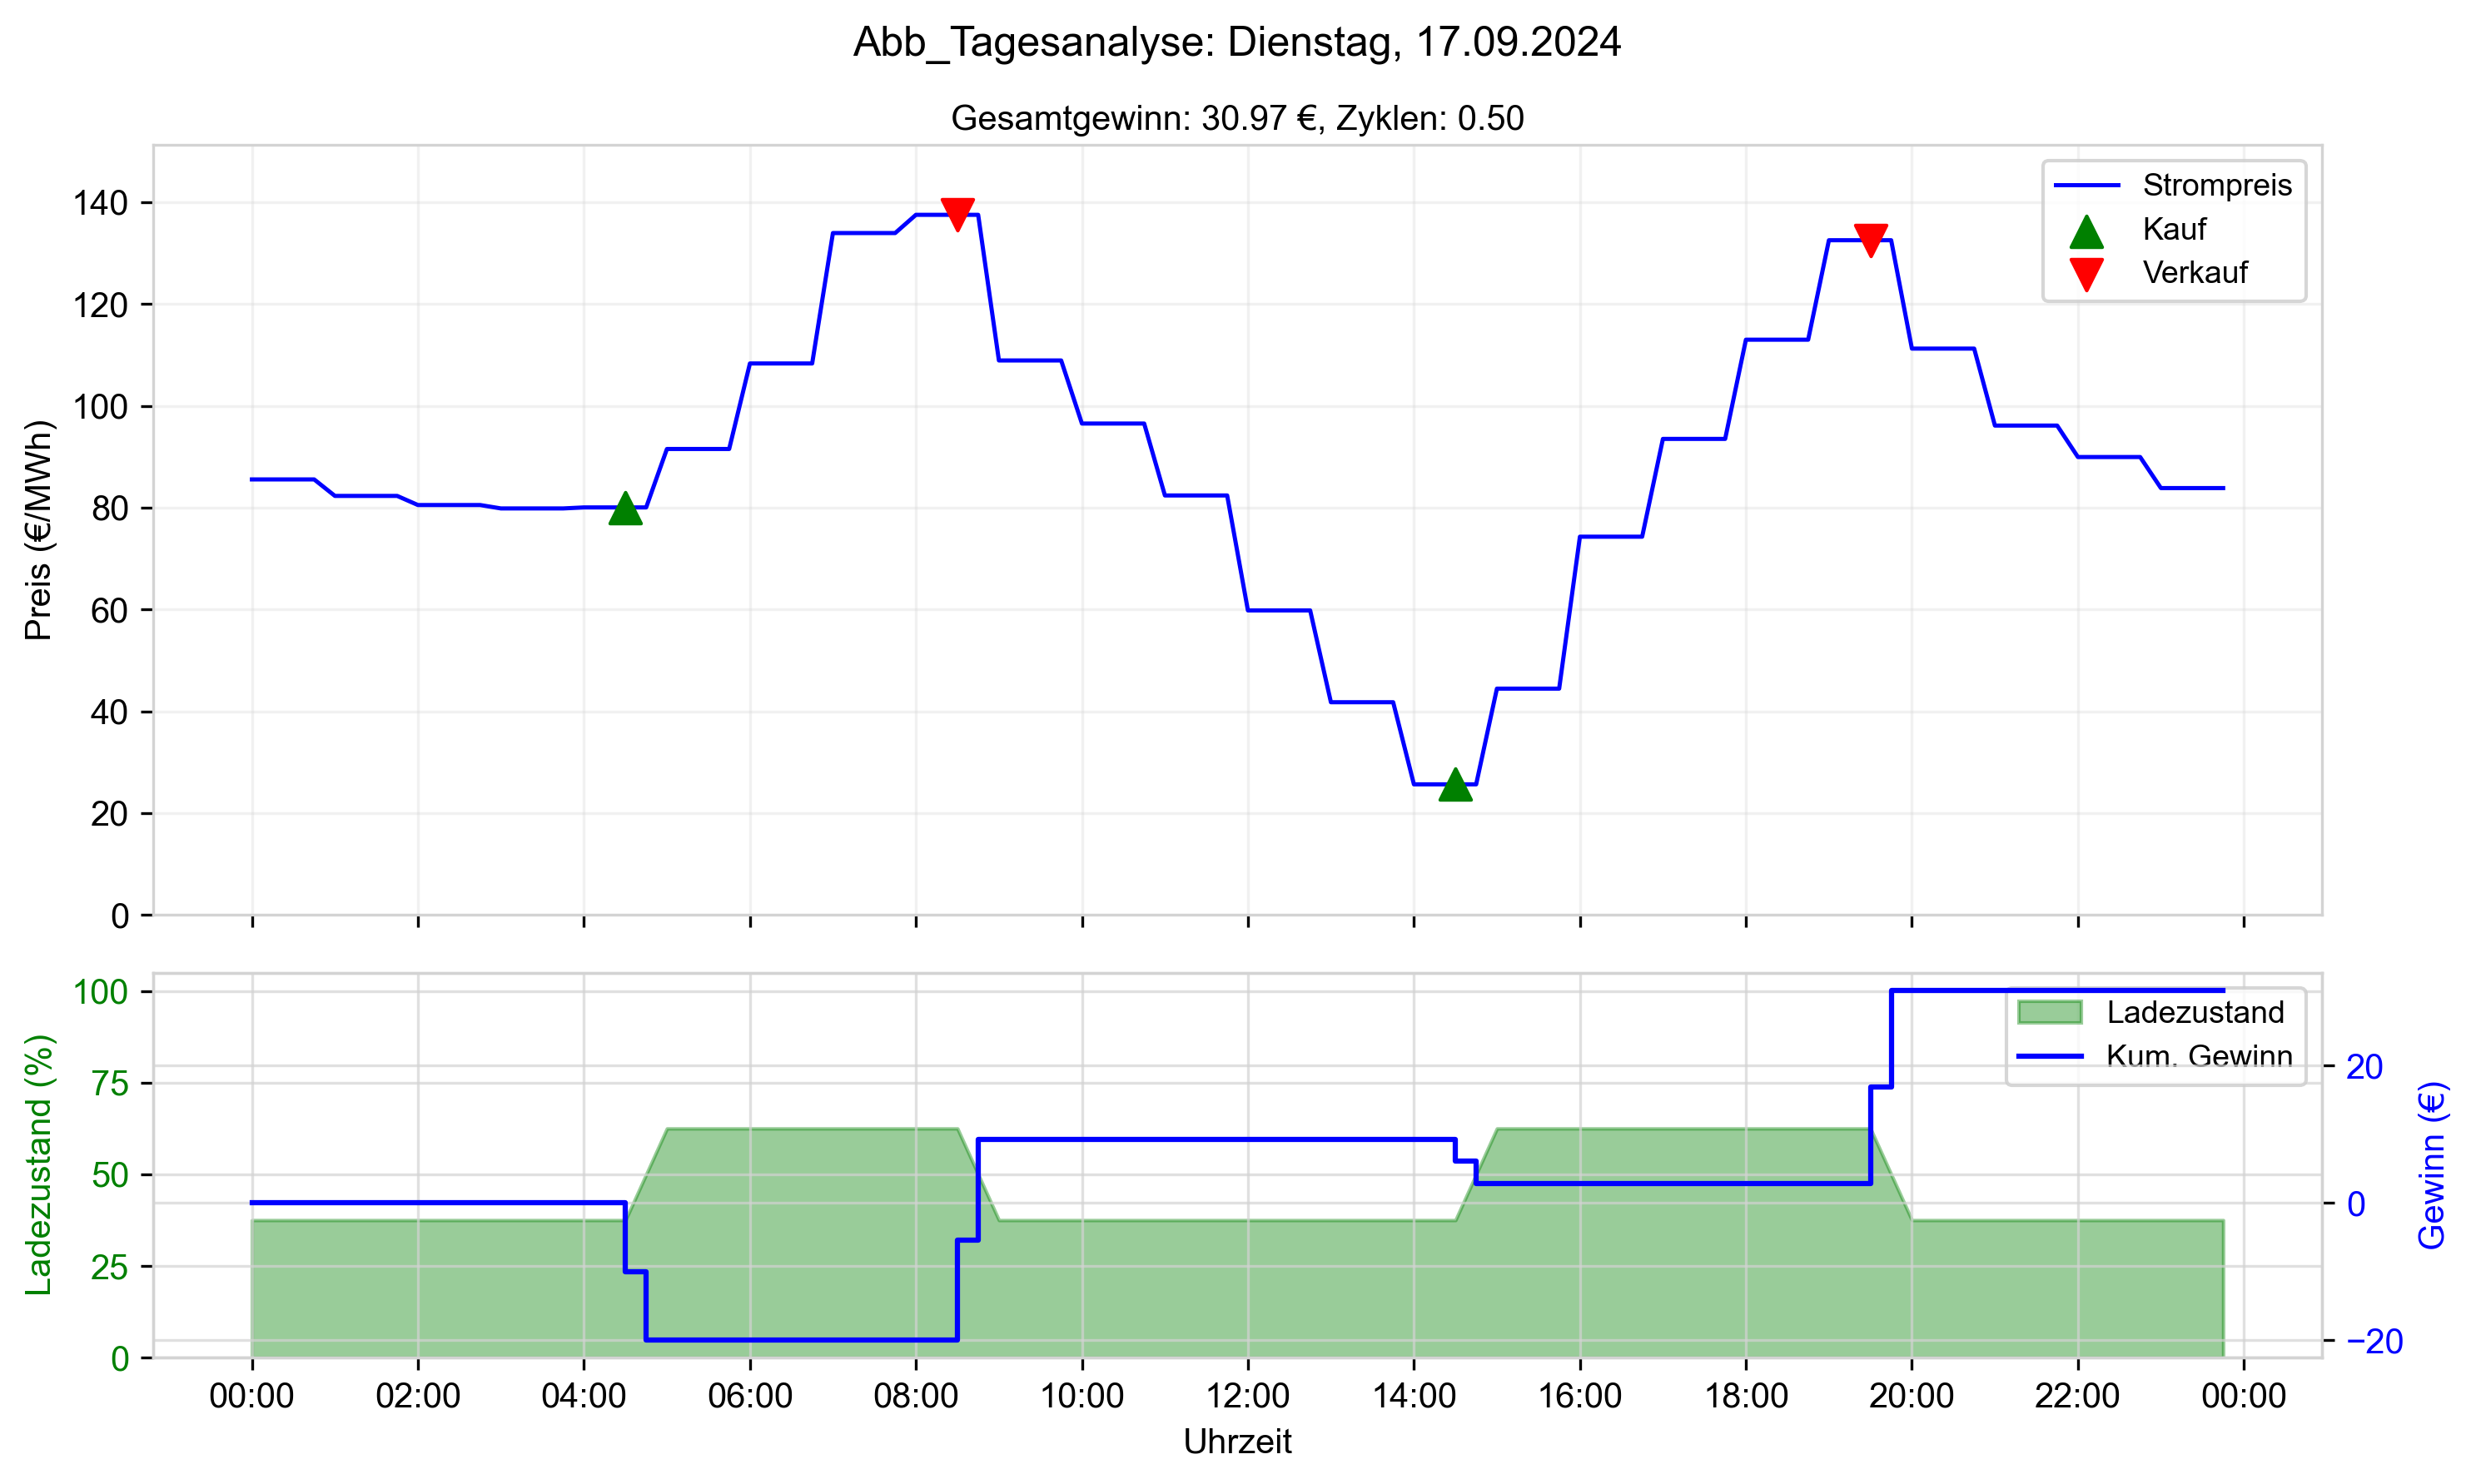 Abb_Tagesanalyse: Dienstag, 17.09.2024
Gesamtgewinn: 30.97 €, Zyklen: 0.50
Preis (€/MWh)
140
120
100
80
60
40
20
0
Strompreis
Kauf
Verkauf
Ladezustand (%)
100
75
50
25
0
Ladezustand
Kum. Gewinn
20
0
−20
Gewinn (€)
00:00 02:00 04:00 06:00 08:00 10:00 12:00 14:00 16:00 18:00 20:00 22:00 00:00
Uhrzeit